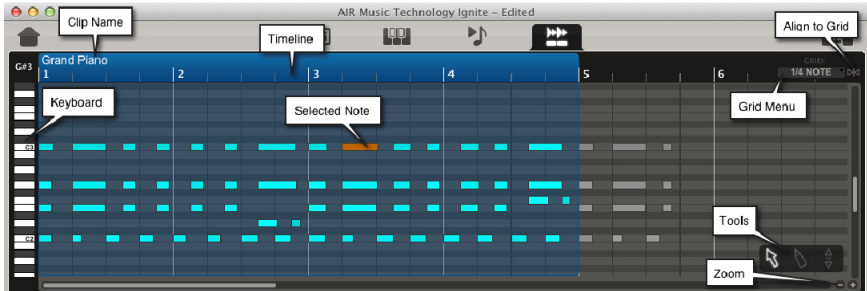 AIR Music Technology Ignite – Edited
Clip Name
Timeline
Align to Grid
G#3
Grand Piano
GRID:
1/4 NOTE
1 2 3 4 5 6
Keyboard
Selected Note
Grid Menu
C3
C2
Tools
Zoom